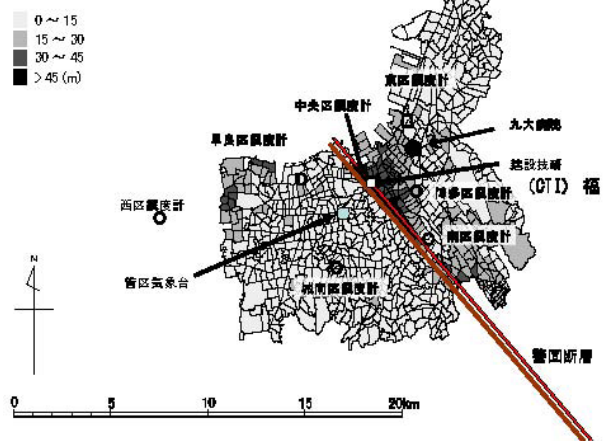 0～15
15～30
30～45
>45 (m)
東区震度計
中央区震度計
九大病院
早良区震度計
建設技研
(CTI) 福
博多区震度計
西区震度計
南区震度計
管区気象台
城南区震度計
N
警固断層
0 5 10 15 20km